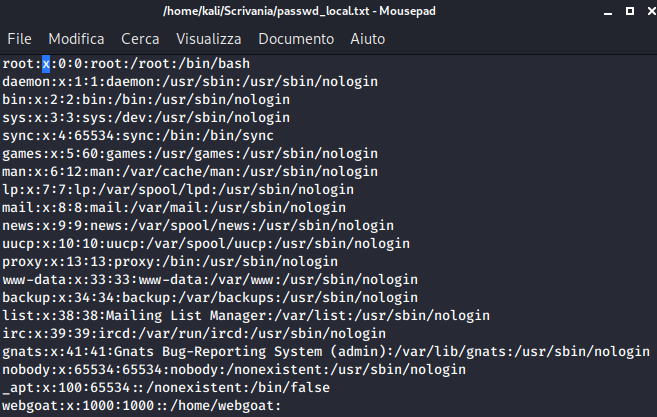 /home/kali/Scrivania/passwd_local.txt - Mousepad
File Modifica Cerca Visualizza Documento Aiuto
root:x:0:0:root:/root:/bin/bash
daemon:x:1:1:daemon:/usr/sbin:/usr/sbin/nologin
bin:x:2:2:bin:/bin:/usr/sbin/nologin
sys:x:3:3:sys:/dev:/usr/sbin/nologin
sync:x:4:65534:sync:/bin:/bin/sync
games:x:5:60:games:/usr/games:/usr/sbin/nologin
man:x:6:12:man:/var/cache/man:/usr/sbin/nologin
lp:x:7:7:lp:/var/spool/lpd:/usr/sbin/nologin
mail:x:8:8:mail:/var/mail:/usr/sbin/nologin
news:x:9:9:news:/var/spool/news:/usr/sbin/nologin
uucp:x:10:10:uucp:/var/spool/uucp:/usr/sbin/nologin
proxy:x:13:13:proxy:/bin:/usr/sbin/nologin
www-data:x:33:33:www-data:/var/www:/usr/sbin/nologin
backup:x:34:34:backup:/var/backups:/usr/sbin/nologin
list:x:38:38:Mailing List Manager:/var/list:/usr/sbin/nologin
irc:x:39:39:ircd:/var/run/ircd:/usr/sbin/nologin
gnats:x:41:41:Gnats Bug-Reporting System (admin):/var/lib/gnats:/usr/sbin/nologin
nobody:x:65534:65534:nobody:/nonexistent:/usr/sbin/nologin
_apt:x:100:65534::/nonexistent:/bin/false
webgoat:x:1000:1000::/home/webgoat: